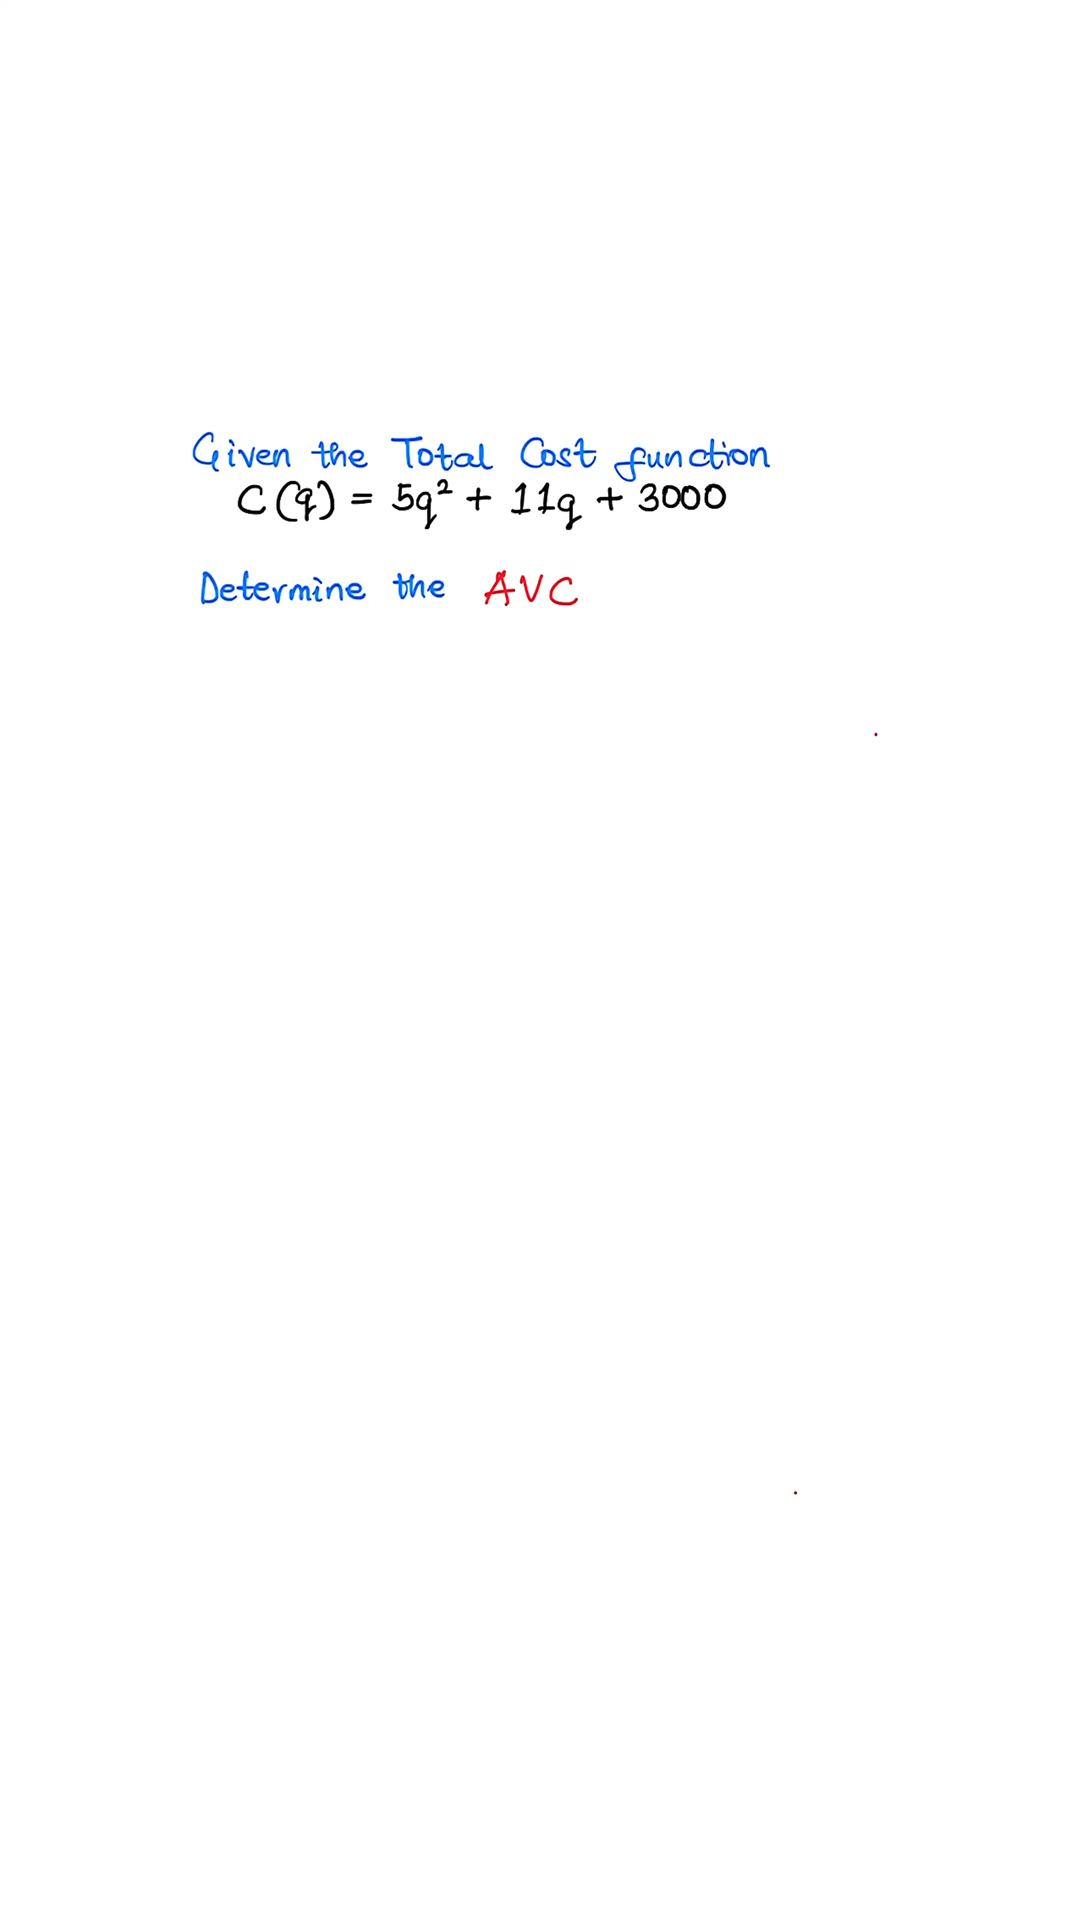 Given the Total Cost function
C(q) = 5q² + 11q + 3000
Determine the AVC